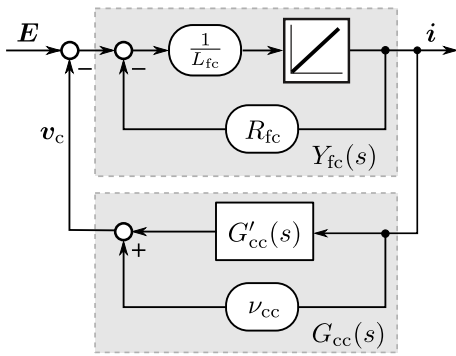 E
1/L_fc
i
−
−
R_fc
v_c
Y_fc(s)
G′_cc(s)
+
ν_cc
G_cc(s)